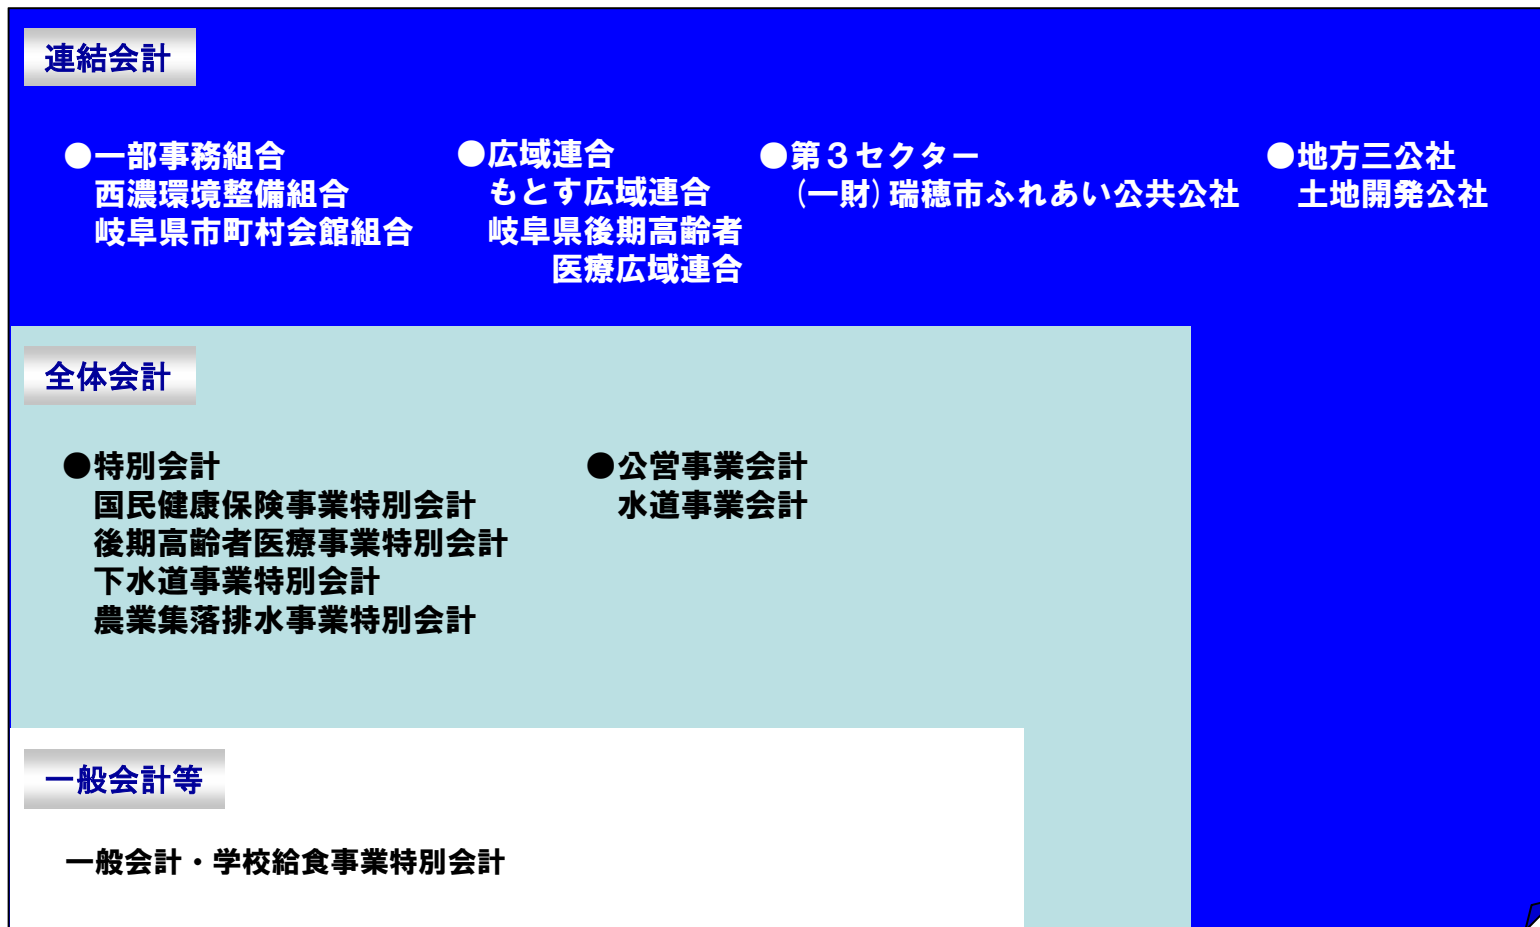 連結会計
●一部事務組合
西濃環境整備組合
岐阜県市町村会館組合
●広域連合
もとす広域連合
岐阜県後期高齢者
医療広域連合
●第3セクター
(一財)瑞穂市ふれあい公共公社
●地方三公社
土地開発公社
全体会計
●特別会計
国民健康保険事業特別会計
後期高齢者医療事業特別会計
下水道事業特別会計
農業集落排水事業特別会計
●公営事業会計
水道事業会計
一般会計等
一般会計・学校給食事業特別会計